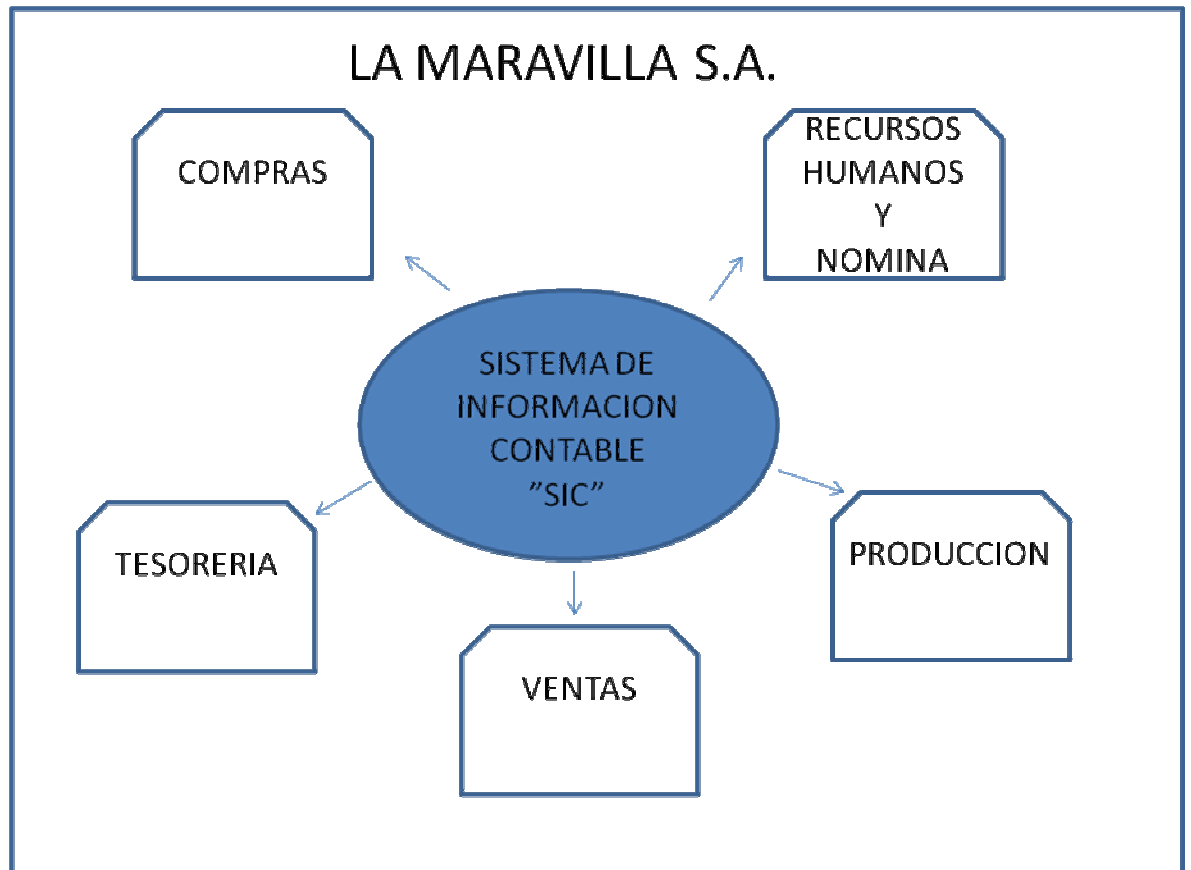 LA MARAVILLA S.A.
COMPRAS
RECURSOS
HUMANOS
Y
NOMINA
SISTEMA DE
INFORMACION
CONTABLE
”SIC”
TESORERIA
PRODUCCION
VENTAS